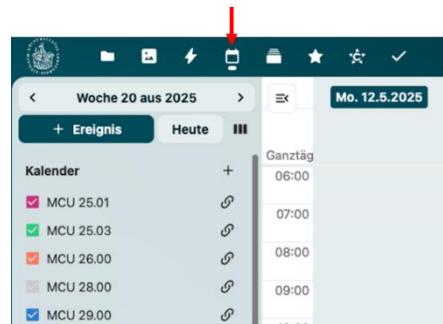 Woche 20 aus 2025
Mo. 12.5.2025
+ Ereignis
Heute
Ganztäg
Kalender
06:00
MCU 25.01
07:00
MCU 25.03
MCU 26.00
08:00
MCU 28.00
09:00
MCU 29.00